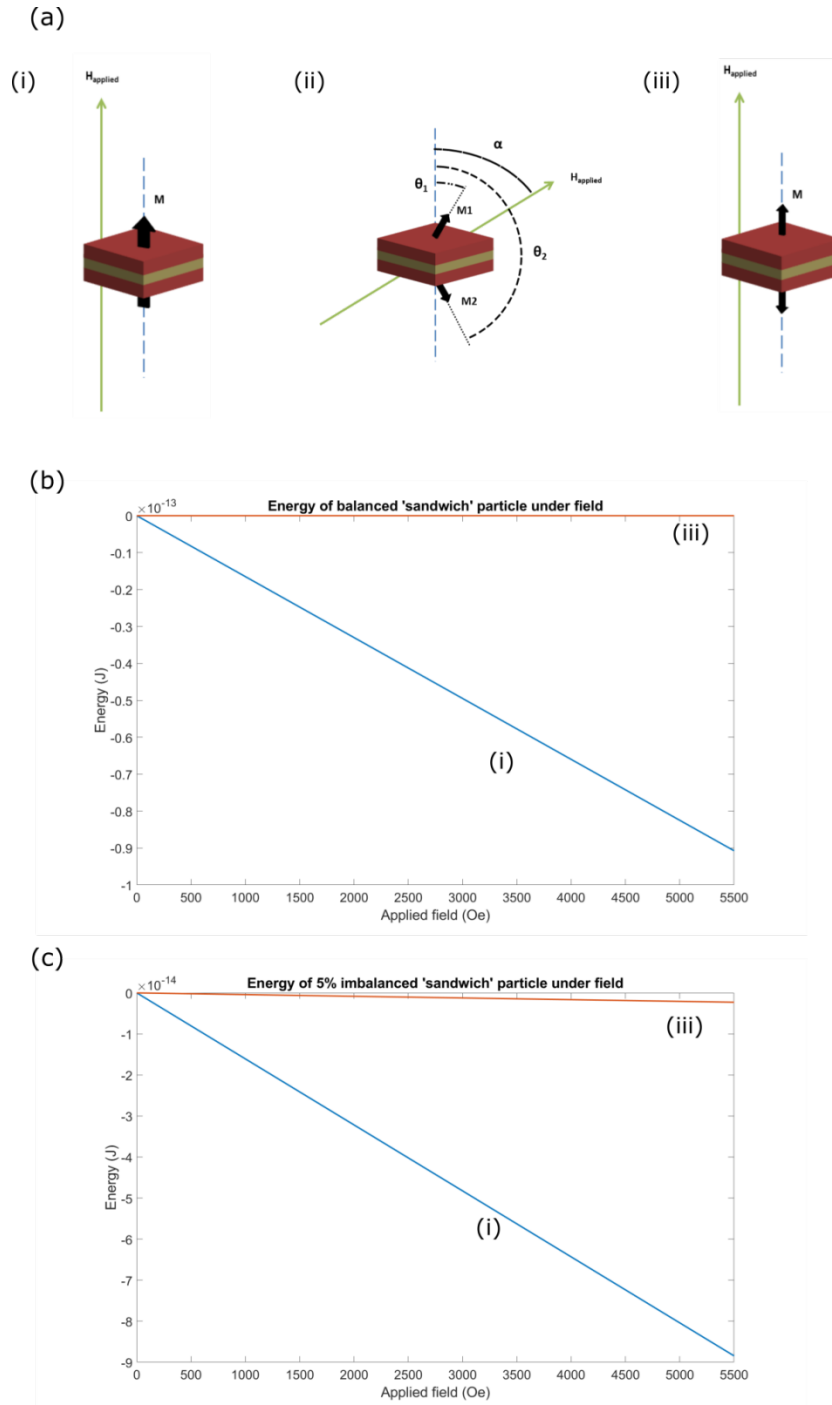 (a)
(i)
(ii)
(iii)
H applied
M
α
θ1
M1
H applied
θ2
M2
H applied
M
(b)
×10^-13
Energy of balanced 'sandwich' particle under field
0
-0.1
-0.2
-0.3
-0.4
-0.5
-0.6
-0.7
-0.8
-0.9
-1
Energy (J)
(iii)
(i)
0 500 1000 1500 2000 2500 3000 3500 4000 4500 5000 5500
Applied field (Oe)
(c)
×10^-14
Energy of 5% imbalanced 'sandwich' particle under field
0
-1
-2
-3
-4
-5
-6
-7
-8
-9
Energy (J)
(iii)
(i)
0 500 1000 1500 2000 2500 3000 3500 4000 4500 5000 5500
Applied field (Oe)